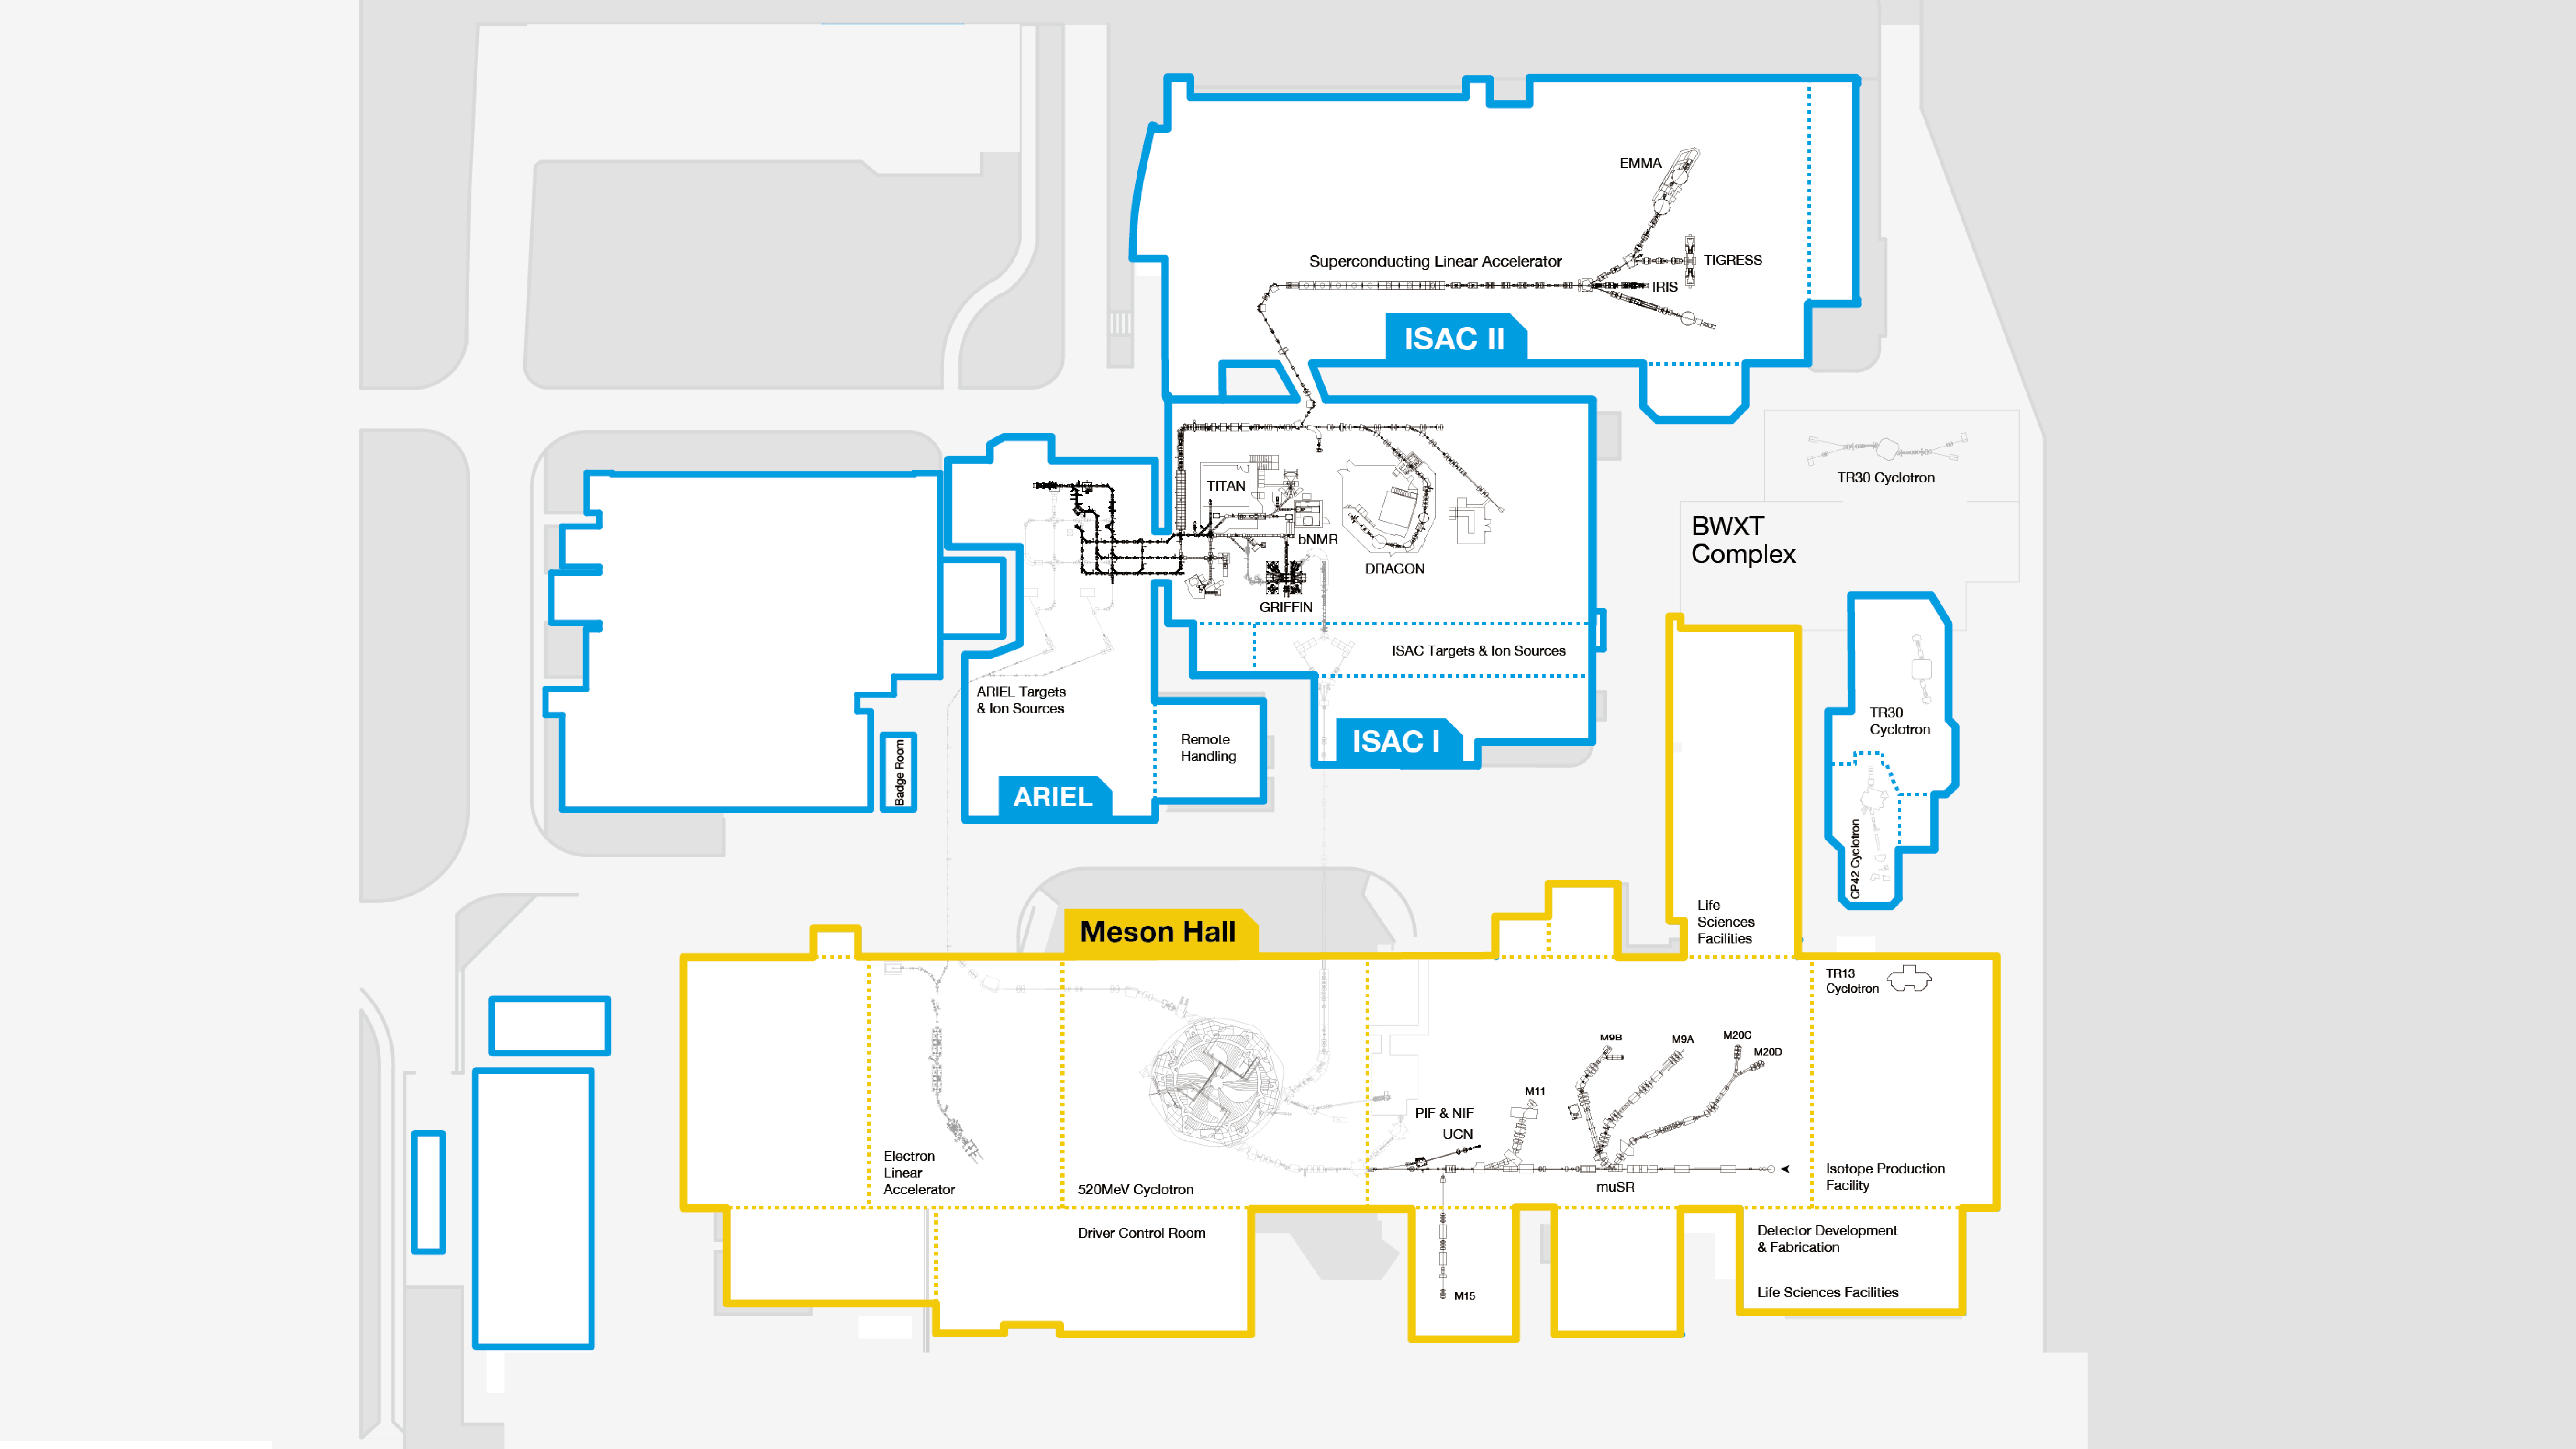 EMMA
Superconducting Linear Accelerator
TIGRESS
IRIS
ISAC II
TITAN
bNMR
DRAGON
GRIFFIN
TR30 Cyclotron
BWXT
Complex
ISAC Targets & Ion Sources
ARIEL Targets
& Ion Sources
Remote
Handling
ISAC I
ARIEL
Badge Room
TR30
Cyclotron
CP42 Cyclotron
Life
Sciences
Facilities
Meson Hall
TR13
Cyclotron
M9B
M9A
M20C
M20D
M11
PIF & NIF
UCN
Electron
Linear
Accelerator
520MeV Cyclotron
muSR
Isotope Production
Facility
Driver Control Room
Detector Development
& Fabrication
Life Sciences Facilities
M15